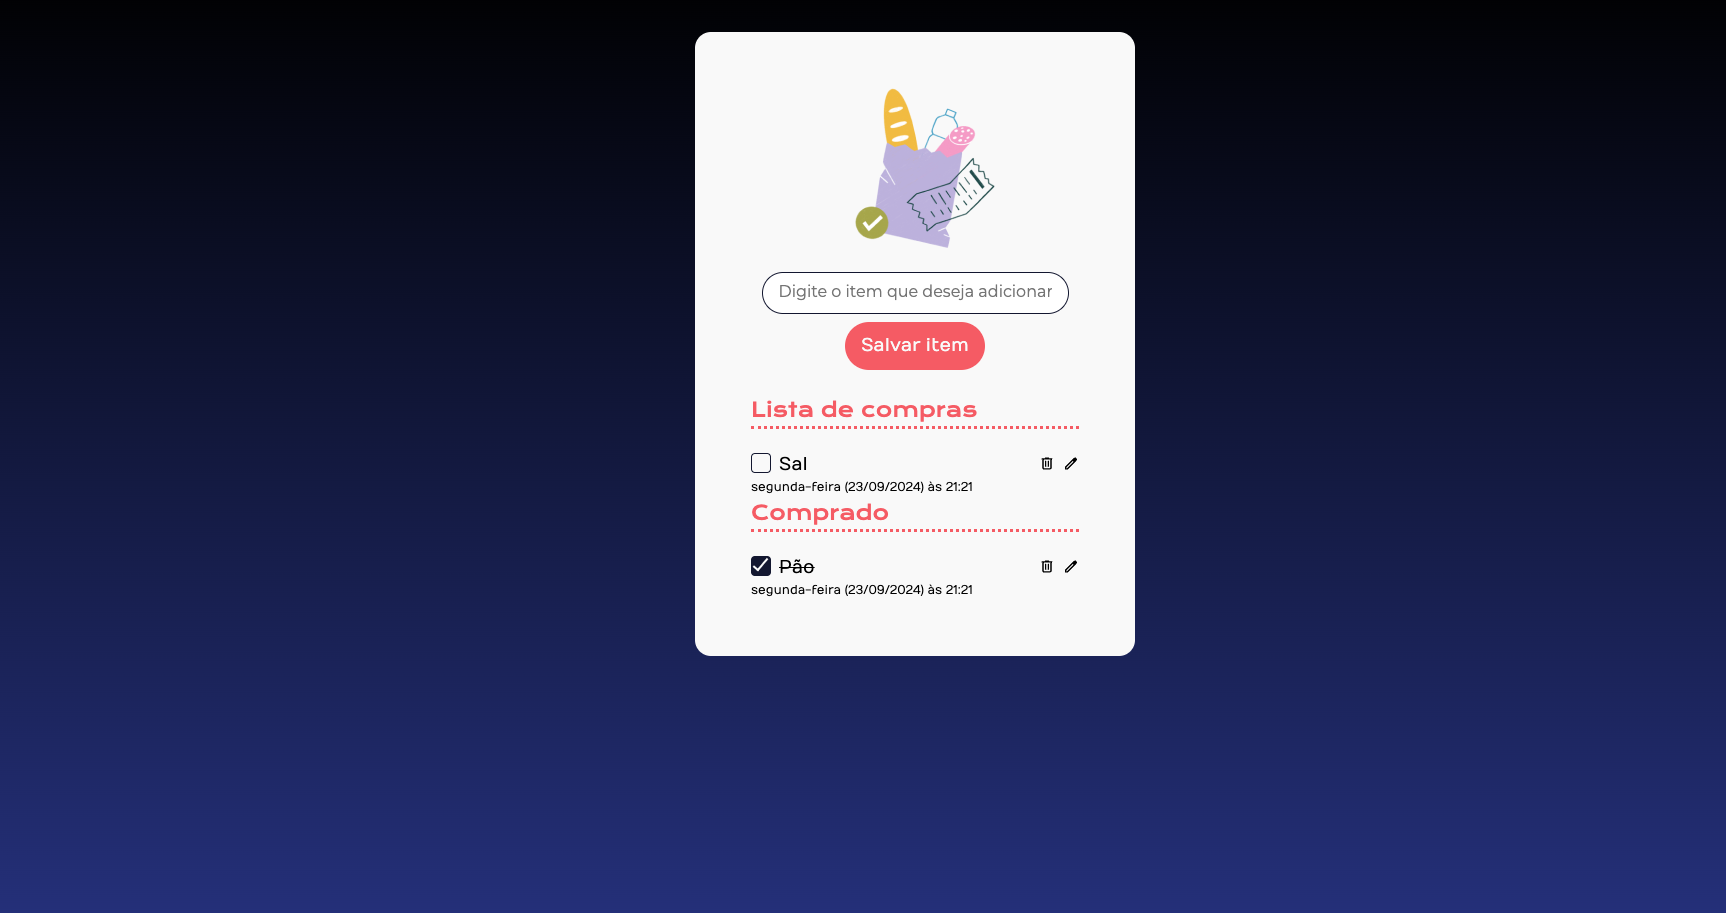 Digite o item que deseja adicionar
Salvar item
Lista de compras
Sal
segunda-feira (23/09/2024) às 21:21
Comprado
Pão
segunda-feira (23/09/2024) às 21:21